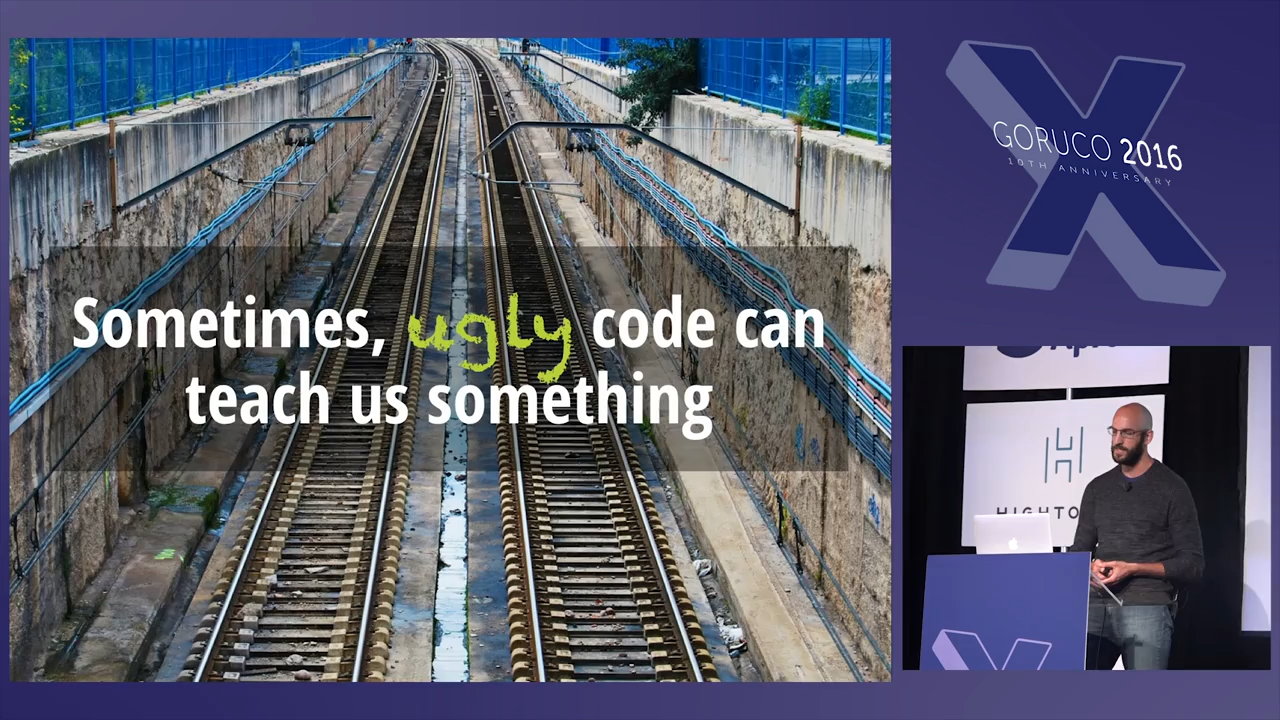 Sometimes, ugly code can
teach us something
GORUCO 2016
10TH ANNIVERSARY